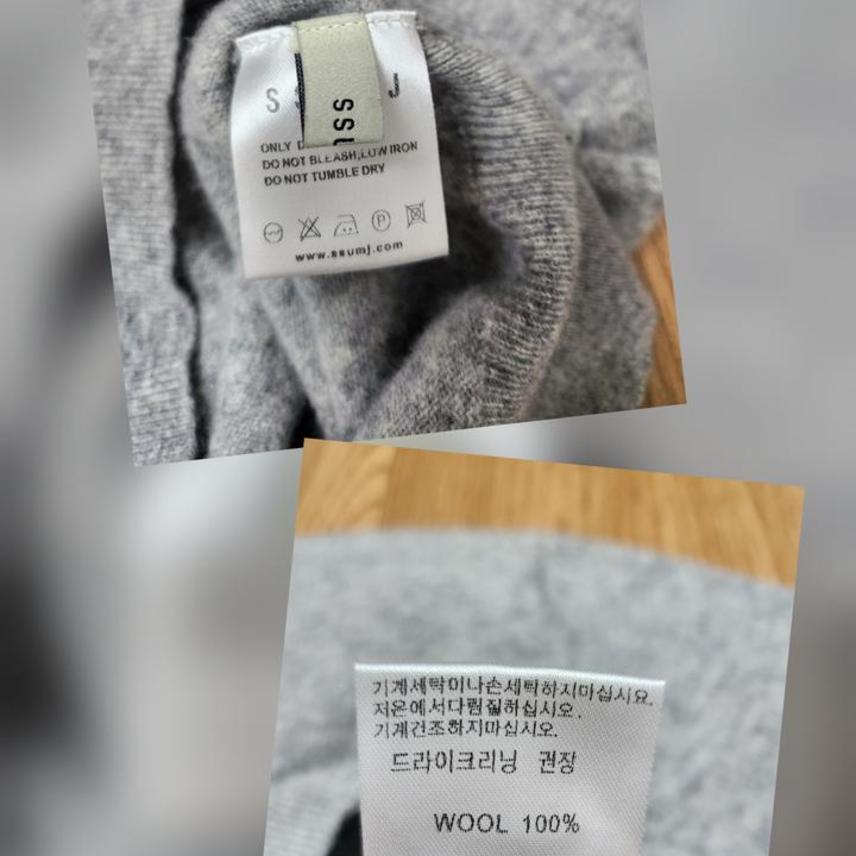 S
J
ssu
ONLY
DO NOT BLEASH,LOW IRON
DO NOT TUMBLE DRY
P
www.ssumj.com
기계세탁이나손세탁하지마십시요.
저온에서다림질하십시오.
기계건조하지마십시오.
드라이크리닝 권장
WOOL 100%